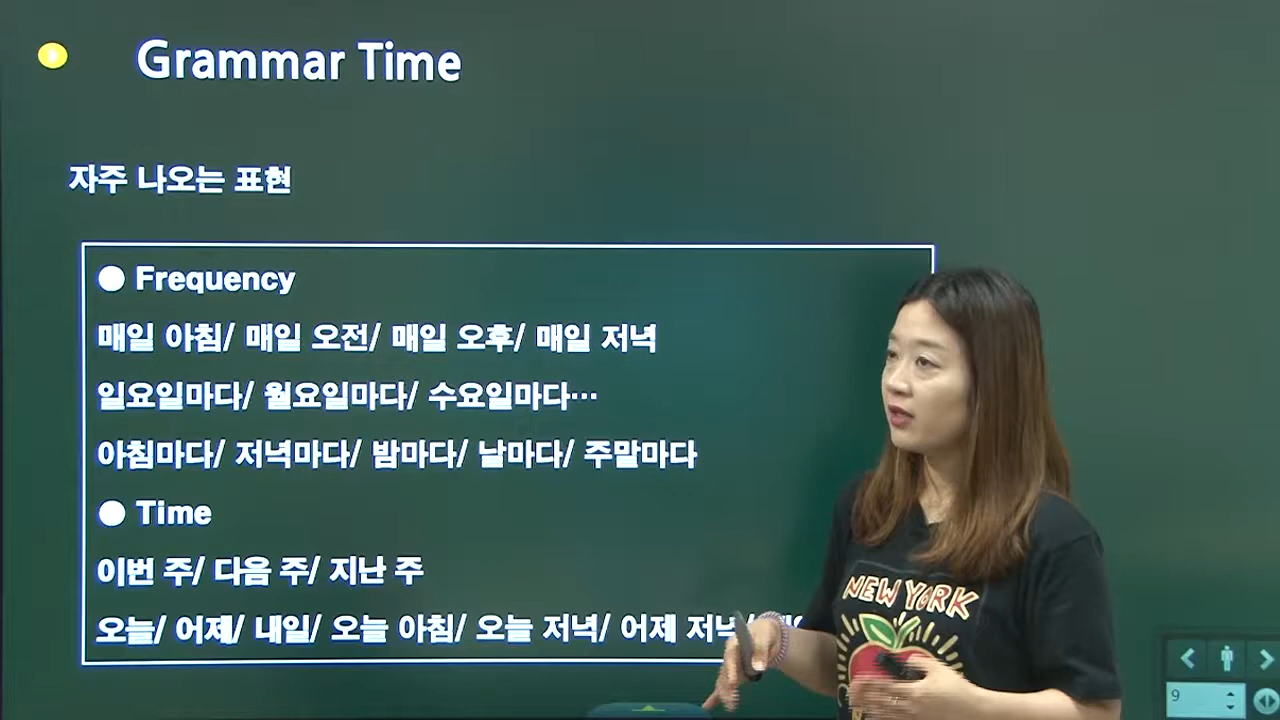 Grammar Time
자주 나오는 표현
● Frequency
매일 아침/ 매일 오전/ 매일 오후/ 매일 저녁
일요일마다/ 월요일마다/ 수요일마다…
아침마다/ 저녁마다/ 밤마다/ 날마다/ 주말마다
● Time
이번 주/ 다음 주/ 지난 주
오늘/ 어제/ 내일/ 오늘 아침/ 오늘 저녁/ 어제 저녁/
NEW YORK
9